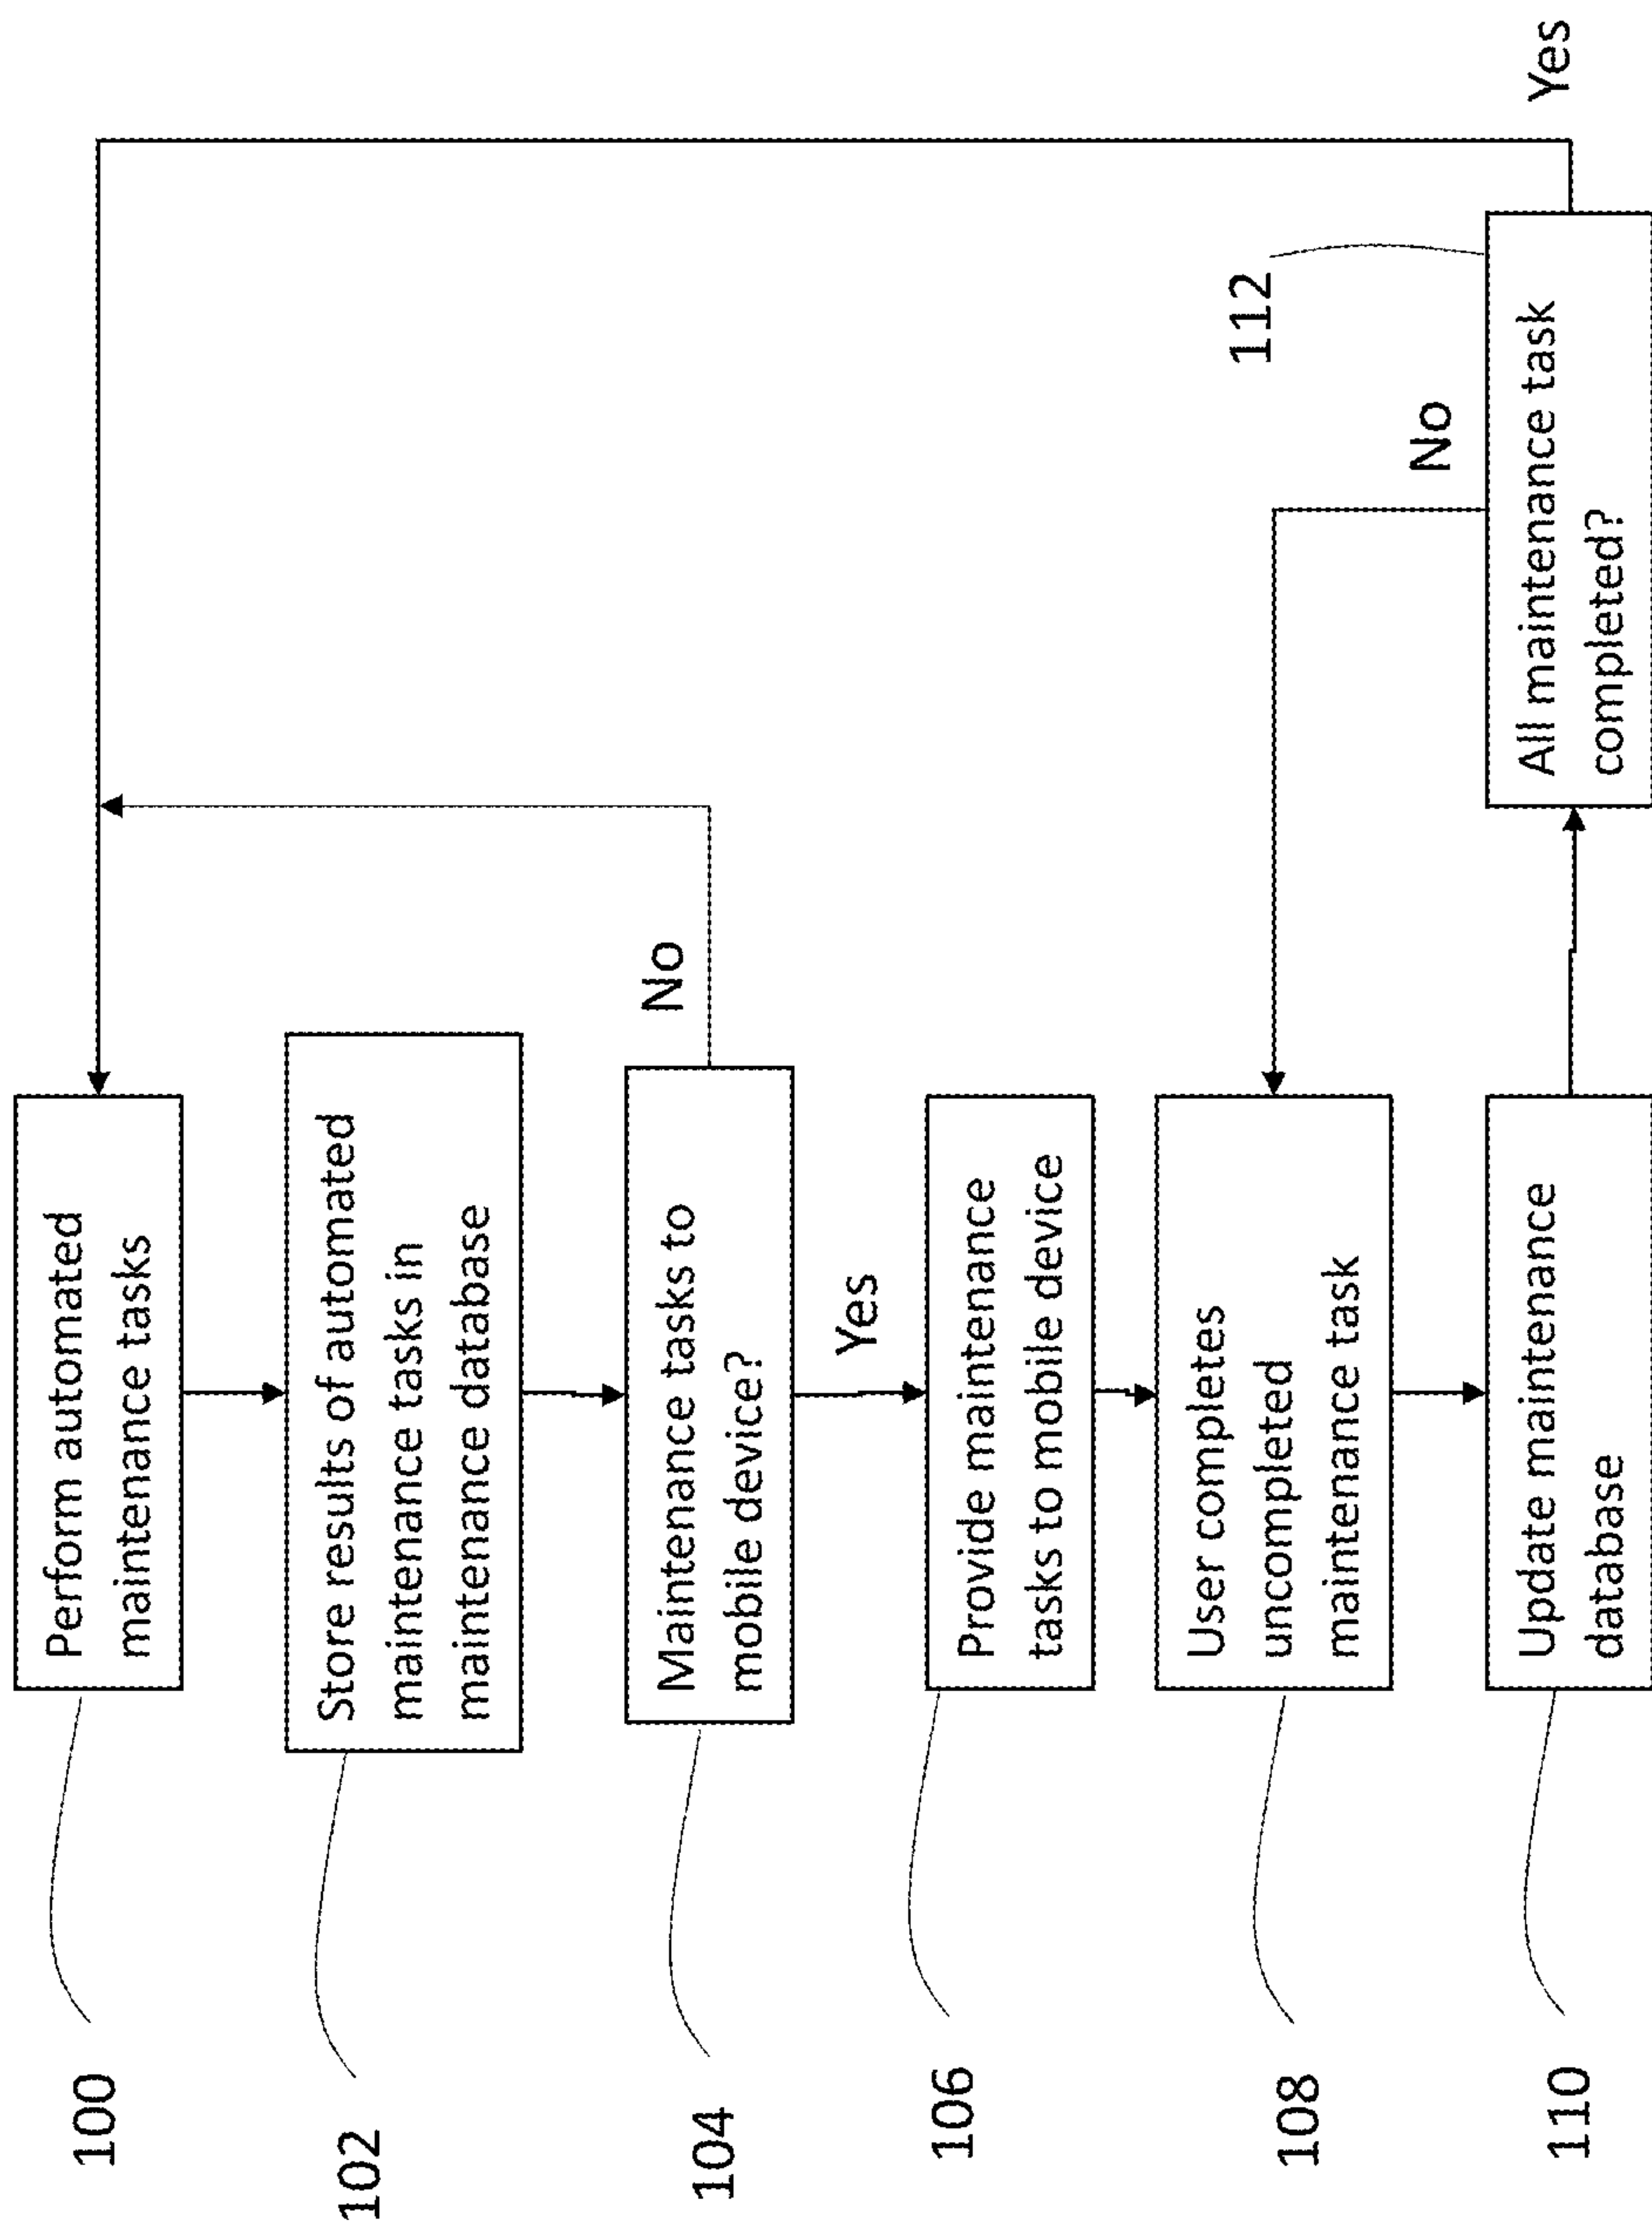 100
Perform automated
maintenance tasks
102
Store results of automated
maintenance tasks in
maintenance database
104
Maintenance tasks to
mobile device?
No
Yes
106
Provide maintenance
tasks to mobile device
108
User completes
uncompleted
maintenance task
110
Update maintenance
database
112
No
All maintenance task
completed?
Yes